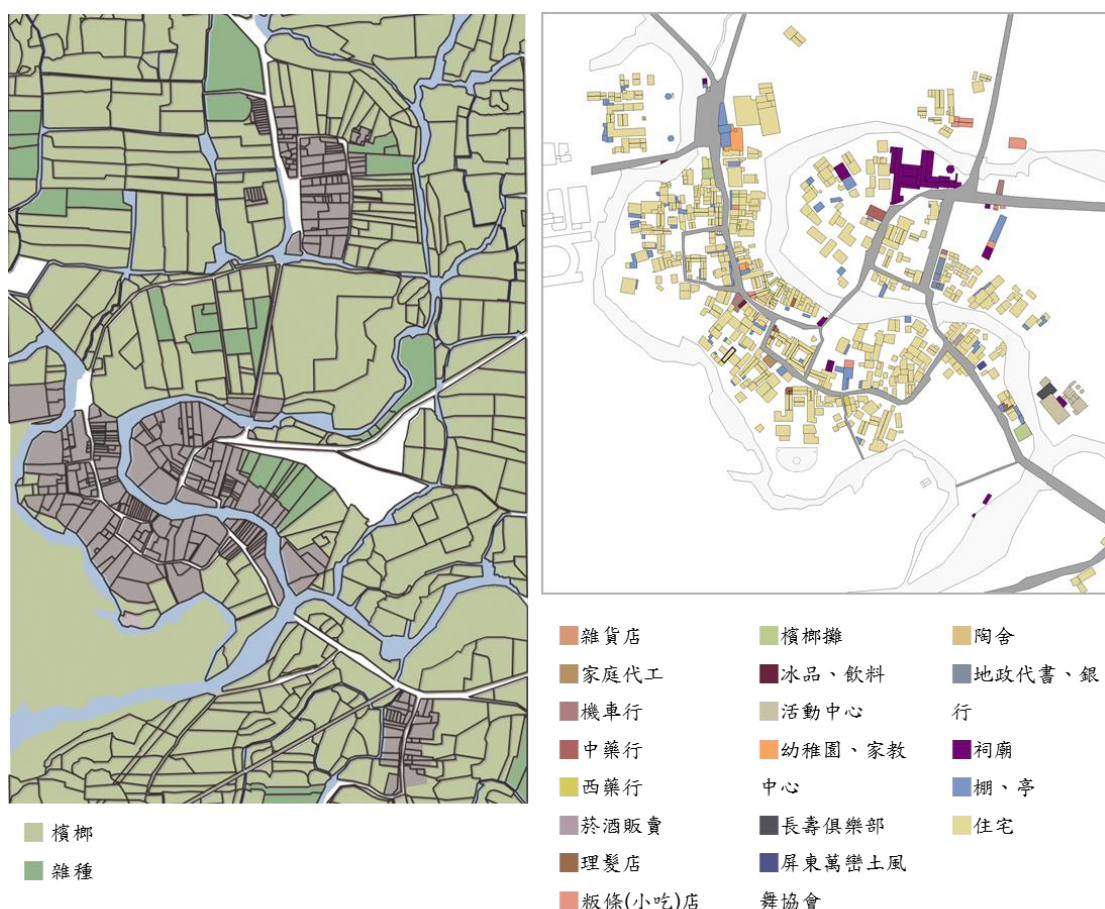 檳榔
雜種
雜貨店
家庭代工
機車行
中藥行
西藥行
菸酒販賣
理髮店
粄條(小吃)店
檳榔攤
冰品、飲料
活動中心
幼稚園、家教
中心
長壽俱樂部
屏東萬巒土風
舞協會
陶舍
地政代書、銀
行
祠廟
棚、亭
住宅